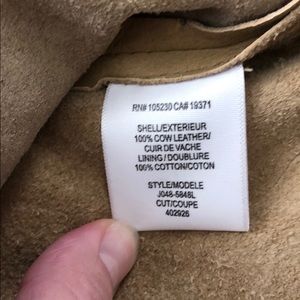 RN# 105230 CA# 19371
SHELL/EXTERIEUR
100% COW LEATHER/
CUIR DE VACHE
LINING/DOUBLURE
100% COTTON/COTON
STYLE/MODELE
J048-5846L
CUT/COUPE
402926